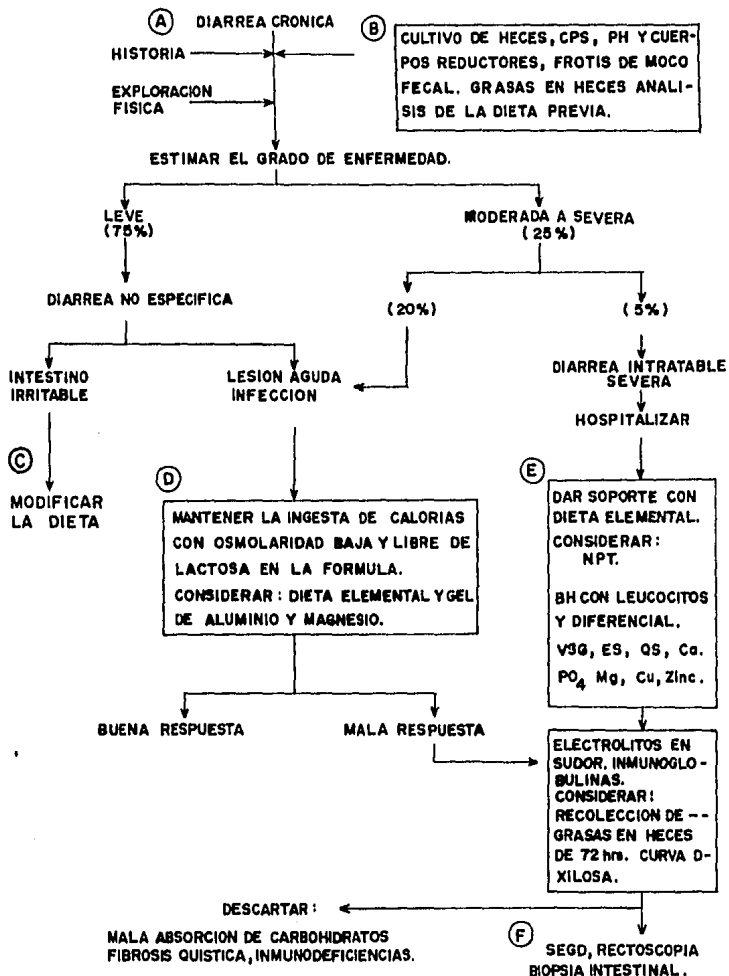 A
DIARREA CRONICA
B
HISTORIA
CULTIVO DE HECES, CPS, PH Y CUER-
POS REDUCTORES, FROTIS DE MOCO
FECAL. GRASAS EN HECES ANALI-
SIS DE LA DIETA PREVIA.
EXPLORACION
FISICA
ESTIMAR EL GRADO DE ENFERMEDAD.
LEVE
(75%)
MODERADA A SEVERA
(25%)
DIARREA NO ESPECIFICA
(20%)
(5%)
INTESTINO
IRRITABLE
LESION AGUDA
INFECCION
DIARREA INTRATABLE
SEVERA
HOSPITALIZAR
C
MODIFICAR
LA DIETA
D
MANTENER LA INGESTA DE CALORIAS
CON OSMOLARIDAD BAJA Y LIBRE DE
LACTOSA EN LA FORMULA.
CONSIDERAR: DIETA ELEMENTAL Y GEL
DE ALUMINIO Y MAGNESIO.
E
DAR SOPORTE CON
DIETA ELEMENTAL.
CONSIDERAR:
NPT.
BH CON LEUCOCITOS
Y DIFERENCIAL.
VSG, ES, QS, Ca.
PO4 Mg, Cu, Zinc.
BUENA RESPUESTA
MALA RESPUESTA
ELECTROLITOS EN
SUDOR. INMUNOGLO-
BULINAS.
CONSIDERAR:
RECOLECCION DE --
GRASAS EN HECES
DE 72 hrs. CURVA D-
XILOSA.
DESCARTAR:
MALA ABSORCION DE CARBOHIDRATOS
FIBROSIS QUISTICA, INMUNODEFICIENCIAS.
F
SEGD, RECTOSCOPIA
BIOPSIA INTESTINAL.